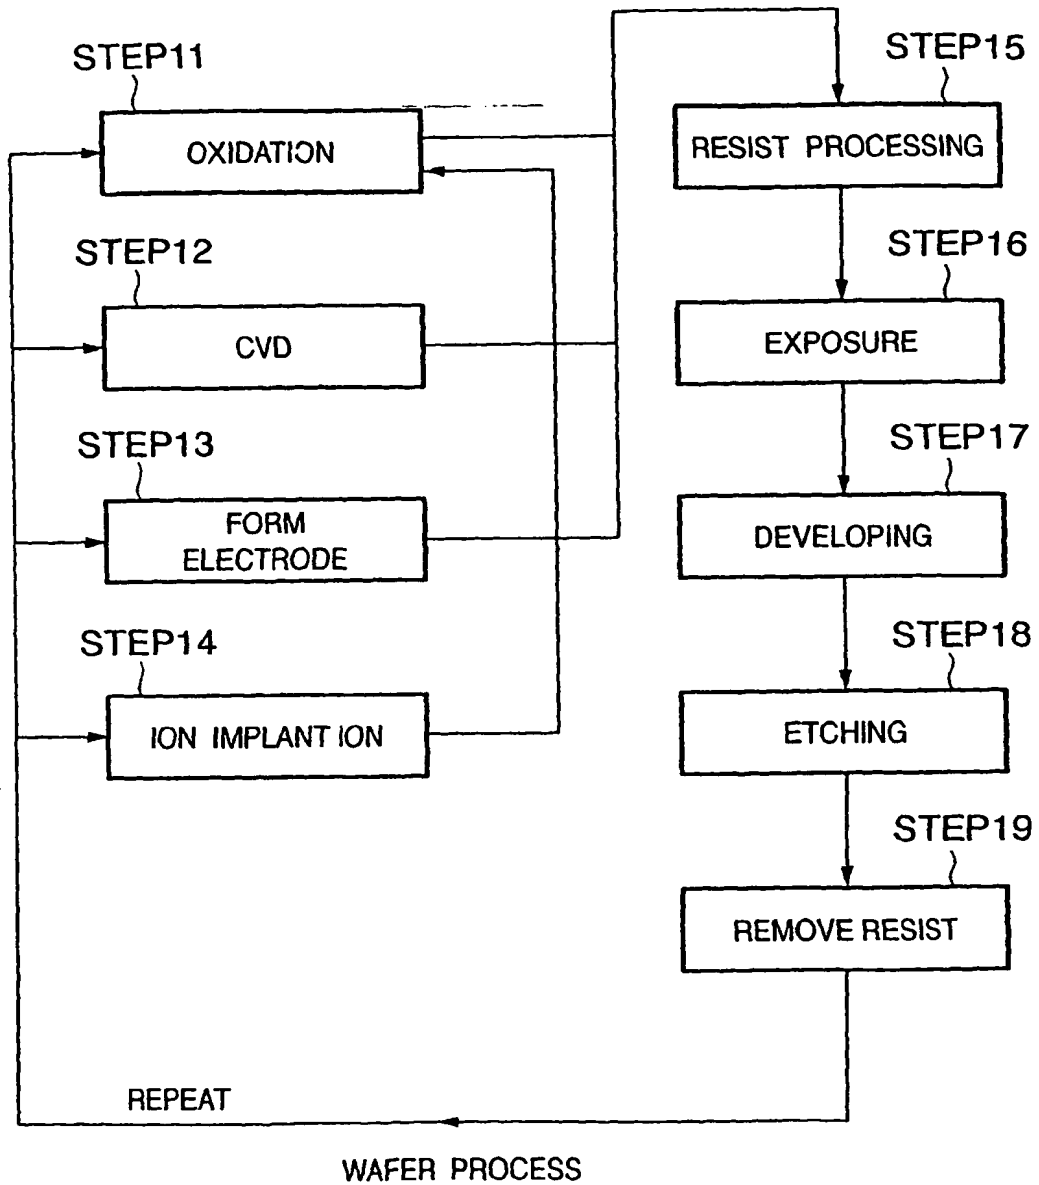 STEP11
OXIDATION
STEP12
CVD
STEP13
FORM
ELECTRODE
STEP14
ION IMPLANT ION
STEP15
RESIST PROCESSING
STEP16
EXPOSURE
STEP17
DEVELOPING
STEP18
ETCHING
STEP19
REMOVE RESIST
REPEAT
WAFER PROCESS